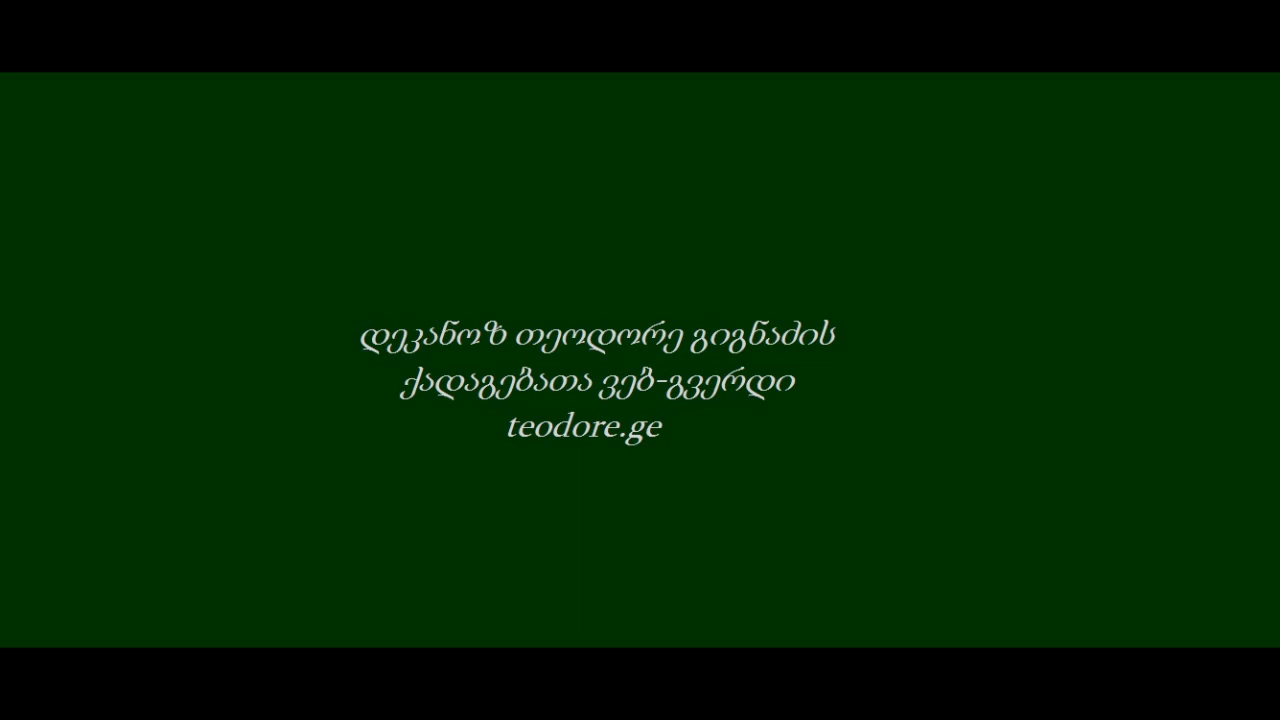 დეკანოზ თეოდორე გიგნაძის
ქადაგებათა ვებ-გვერდი
teodore.ge